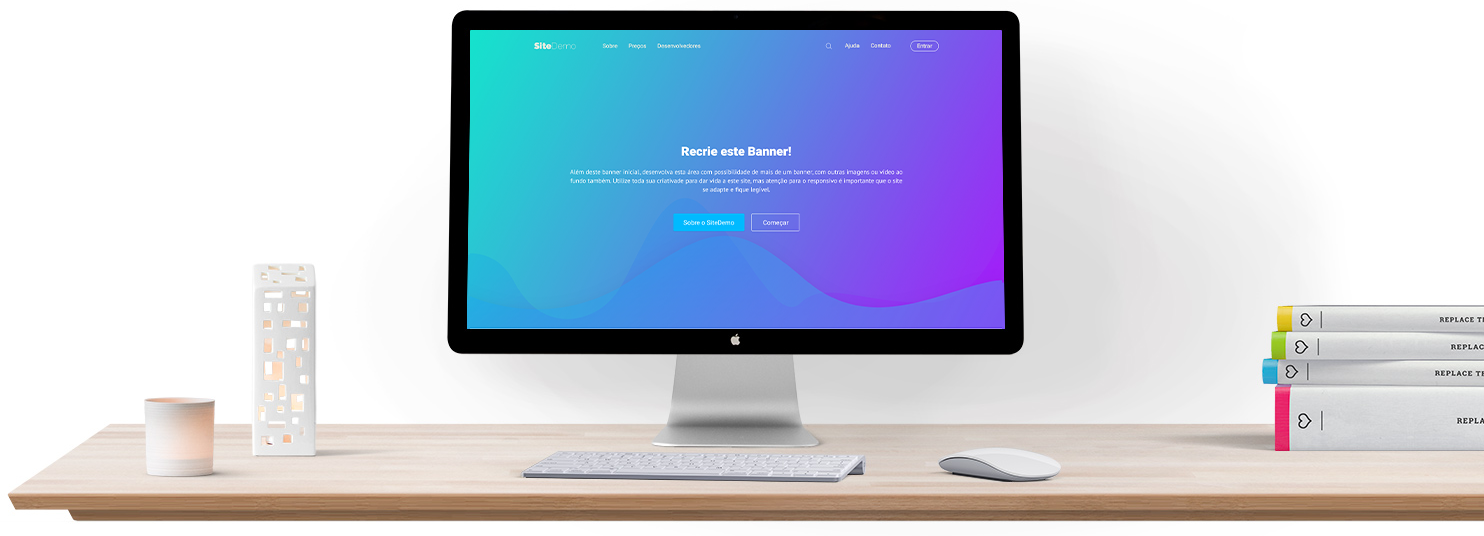 SiteDemo
Sobre
Preços
Desenvolvedores
Ajuda
Contato
Entrar
Recrie este Banner!
Além deste banner inicial, desenvolva esta área com possibilidade de mais de um banner, com outras imagens ou vídeo ao
fundo também. Utilize toda sua criativade para dar vida a este site, mas atenção para o responsivo é importante que o site
se adapte e fique legível.
Sobre o SiteDemo
Começar
REPLACE T
REPLAC
REPLACE T
REPLA